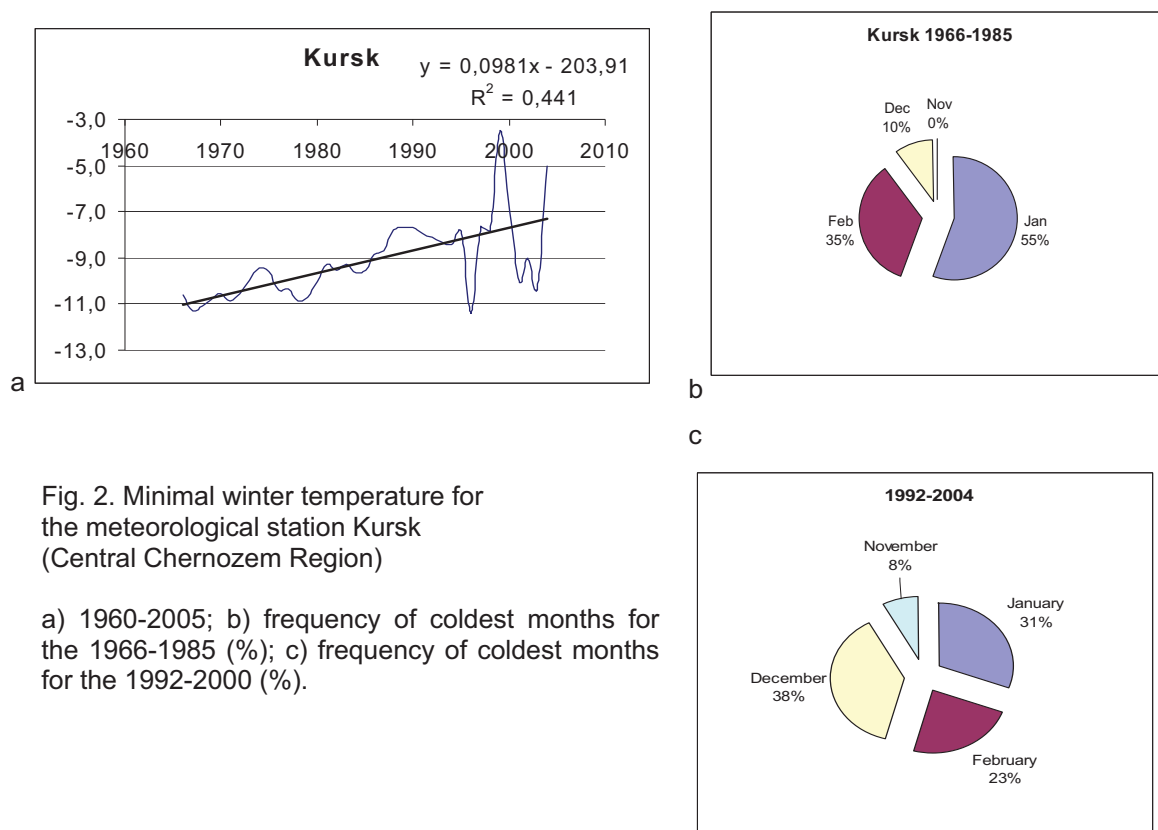 Kursk
y = 0,0981x - 203,91
R² = 0,441
-3,0
1960 1970 1980 1990 2000 2010
-5,0
-7,0
-9,0
-11,0
-13,0
a
Kursk 1966-1985
Nov
0%
Dec
10%
Feb
35%
Jan
55%
b
c
1992-2004
November
8%
January
31%
December
38%
February
23%
Fig. 2. Minimal winter temperature for
the meteorological station Kursk
(Central Chernozem Region)
a) 1960-2005; b) frequency of coldest months for
the 1966-1985 (%); c) frequency of coldest months
for the 1992-2000 (%).